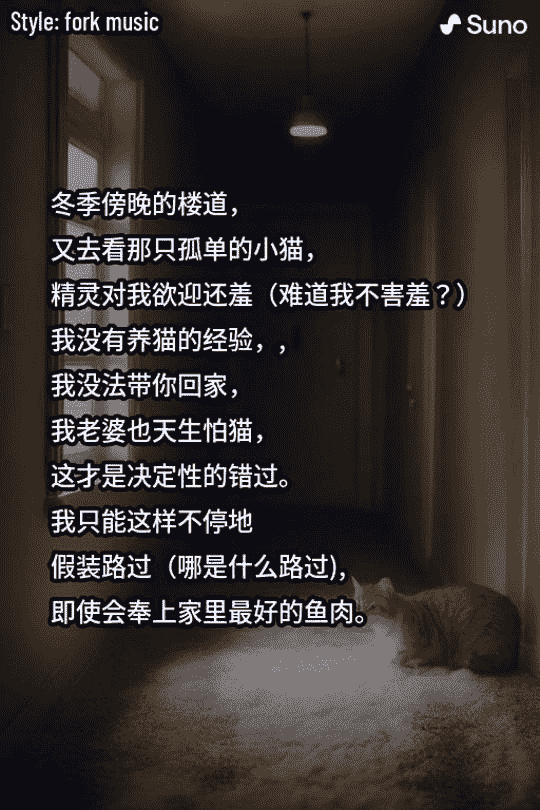 Style: fork music
Suno
冬季傍晚的楼道，
又去看那只孤单的小猫，
精灵对我欲迎还羞（难道我不害羞？）
我没有养猫的经验，，
我没法带你回家，
我老婆也天生怕猫，
这才是决定性的错过。
我只能这样不停地
假装路过（哪是什么路过)，
即使会奉上家里最好的鱼肉。